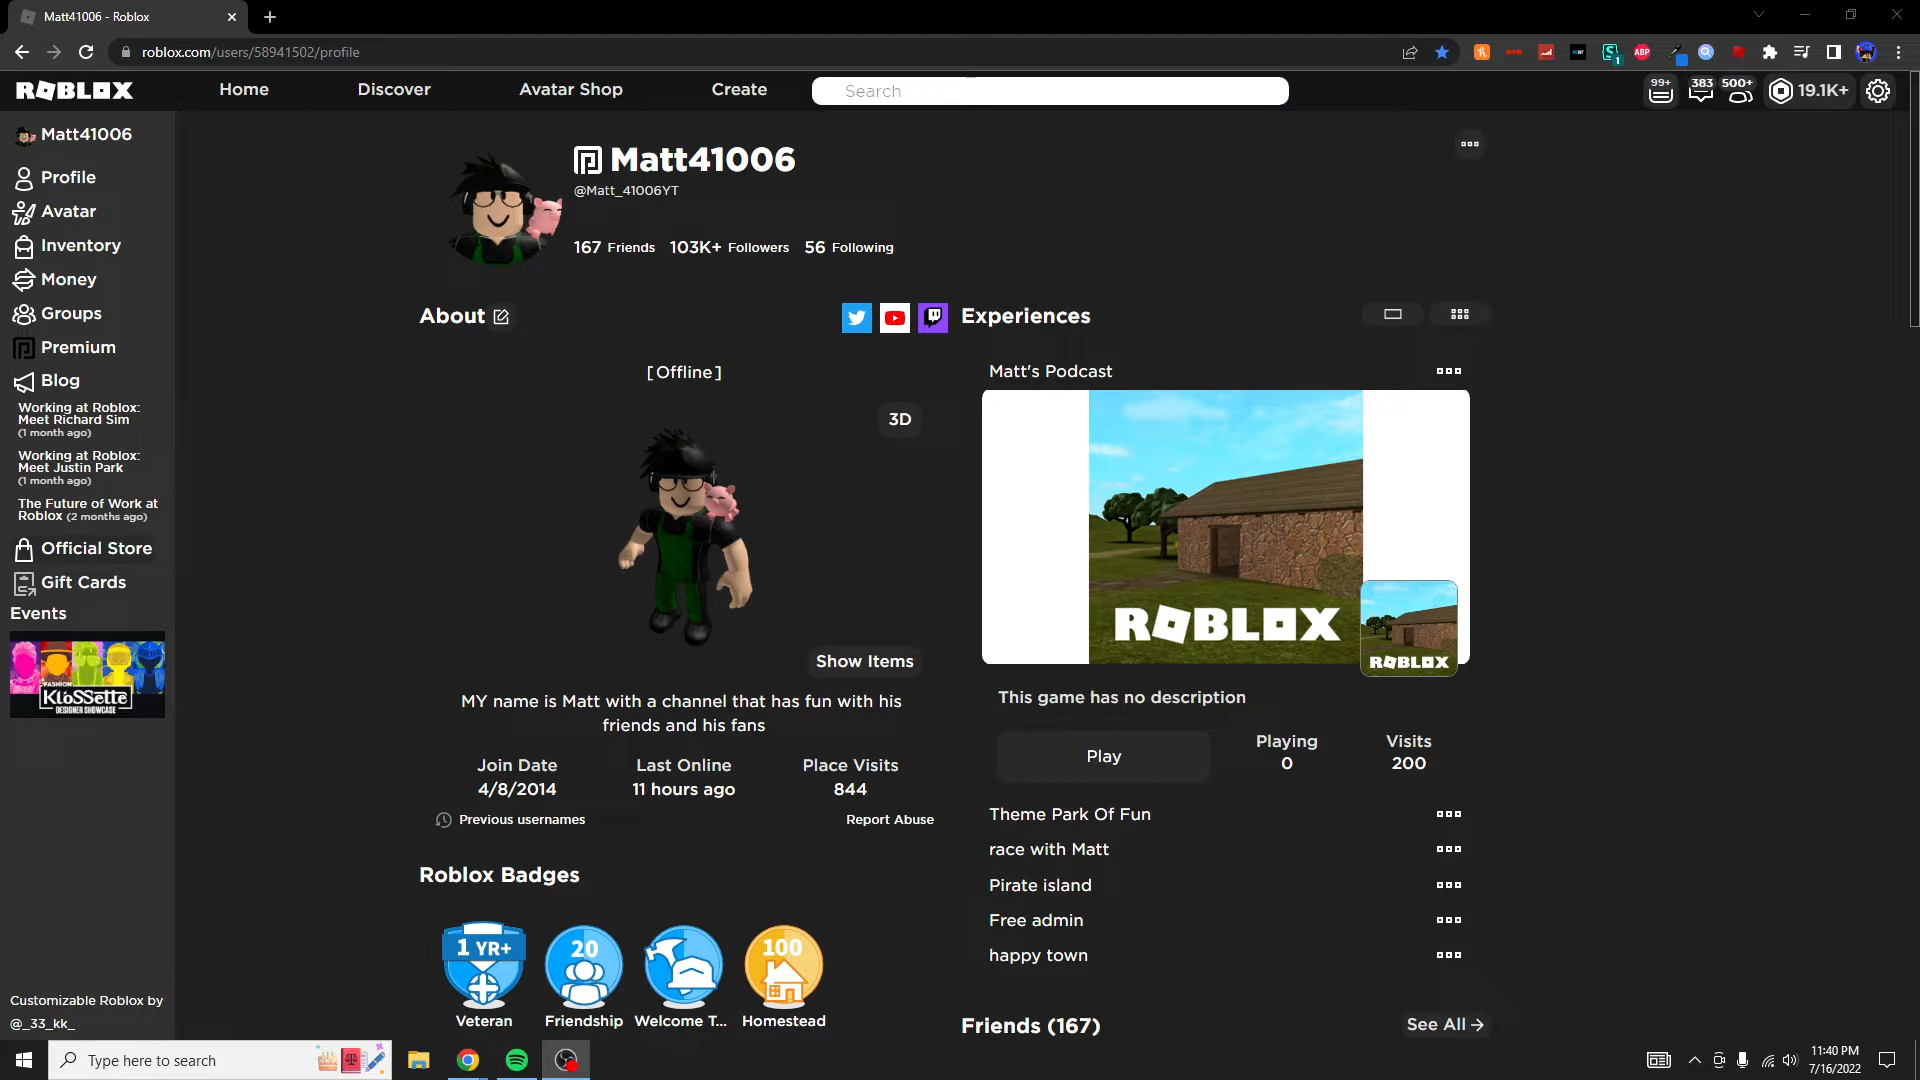 Matt41006 - Roblox
roblox.com/users/58941502/profile
ABP
1
ROBLOX
Home
Discover
Avatar Shop
Create
Search
99+
383
500+
19.1K+
Matt41006
Profile
Avatar
Inventory
Money
Groups
Premium
Blog
Working at Roblox:
Meet Richard Sim
(1 month ago)
Working at Roblox:
Meet Justin Park
(1 month ago)
The Future of Work at
Roblox (2 months ago)
Official Store
Gift Cards
Events
FASHION
KLOSSETTE
DESIGNER SHOWCASE
Customizable Roblox by
@_33_kk_
Matt41006
@Matt_41006YT
167 Friends 103K+ Followers 56 Following
About
[Offline]
3D
Show Items
MY name is Matt with a channel that has fun with his
friends and his fans
Join Date
4/8/2014
Last Online
11 hours ago
Place Visits
844
Previous usernames
Report Abuse
Roblox Badges
1 YR+
20
100
Veteran
Friendship
Welcome T...
Homestead
Experiences
Matt's Podcast
ROBLOX
ROBLOX
This game has no description
Play
Playing
0
Visits
200
Theme Park Of Fun
race with Matt
Pirate island
Free admin
happy town
Friends (167)
See All
Type here to search
11:40 PM
7/16/2022